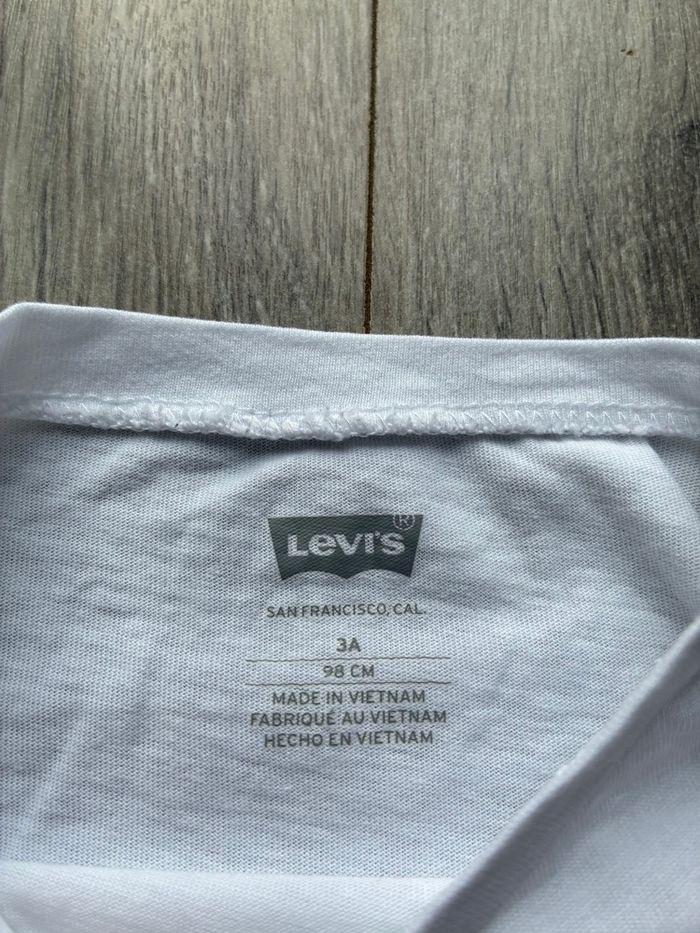 Levi's®
SAN FRANCISCO, CAL.
3A
98 CM
MADE IN VIETNAM
FABRIQUÉ AU VIETNAM
HECHO EN VIETNAM